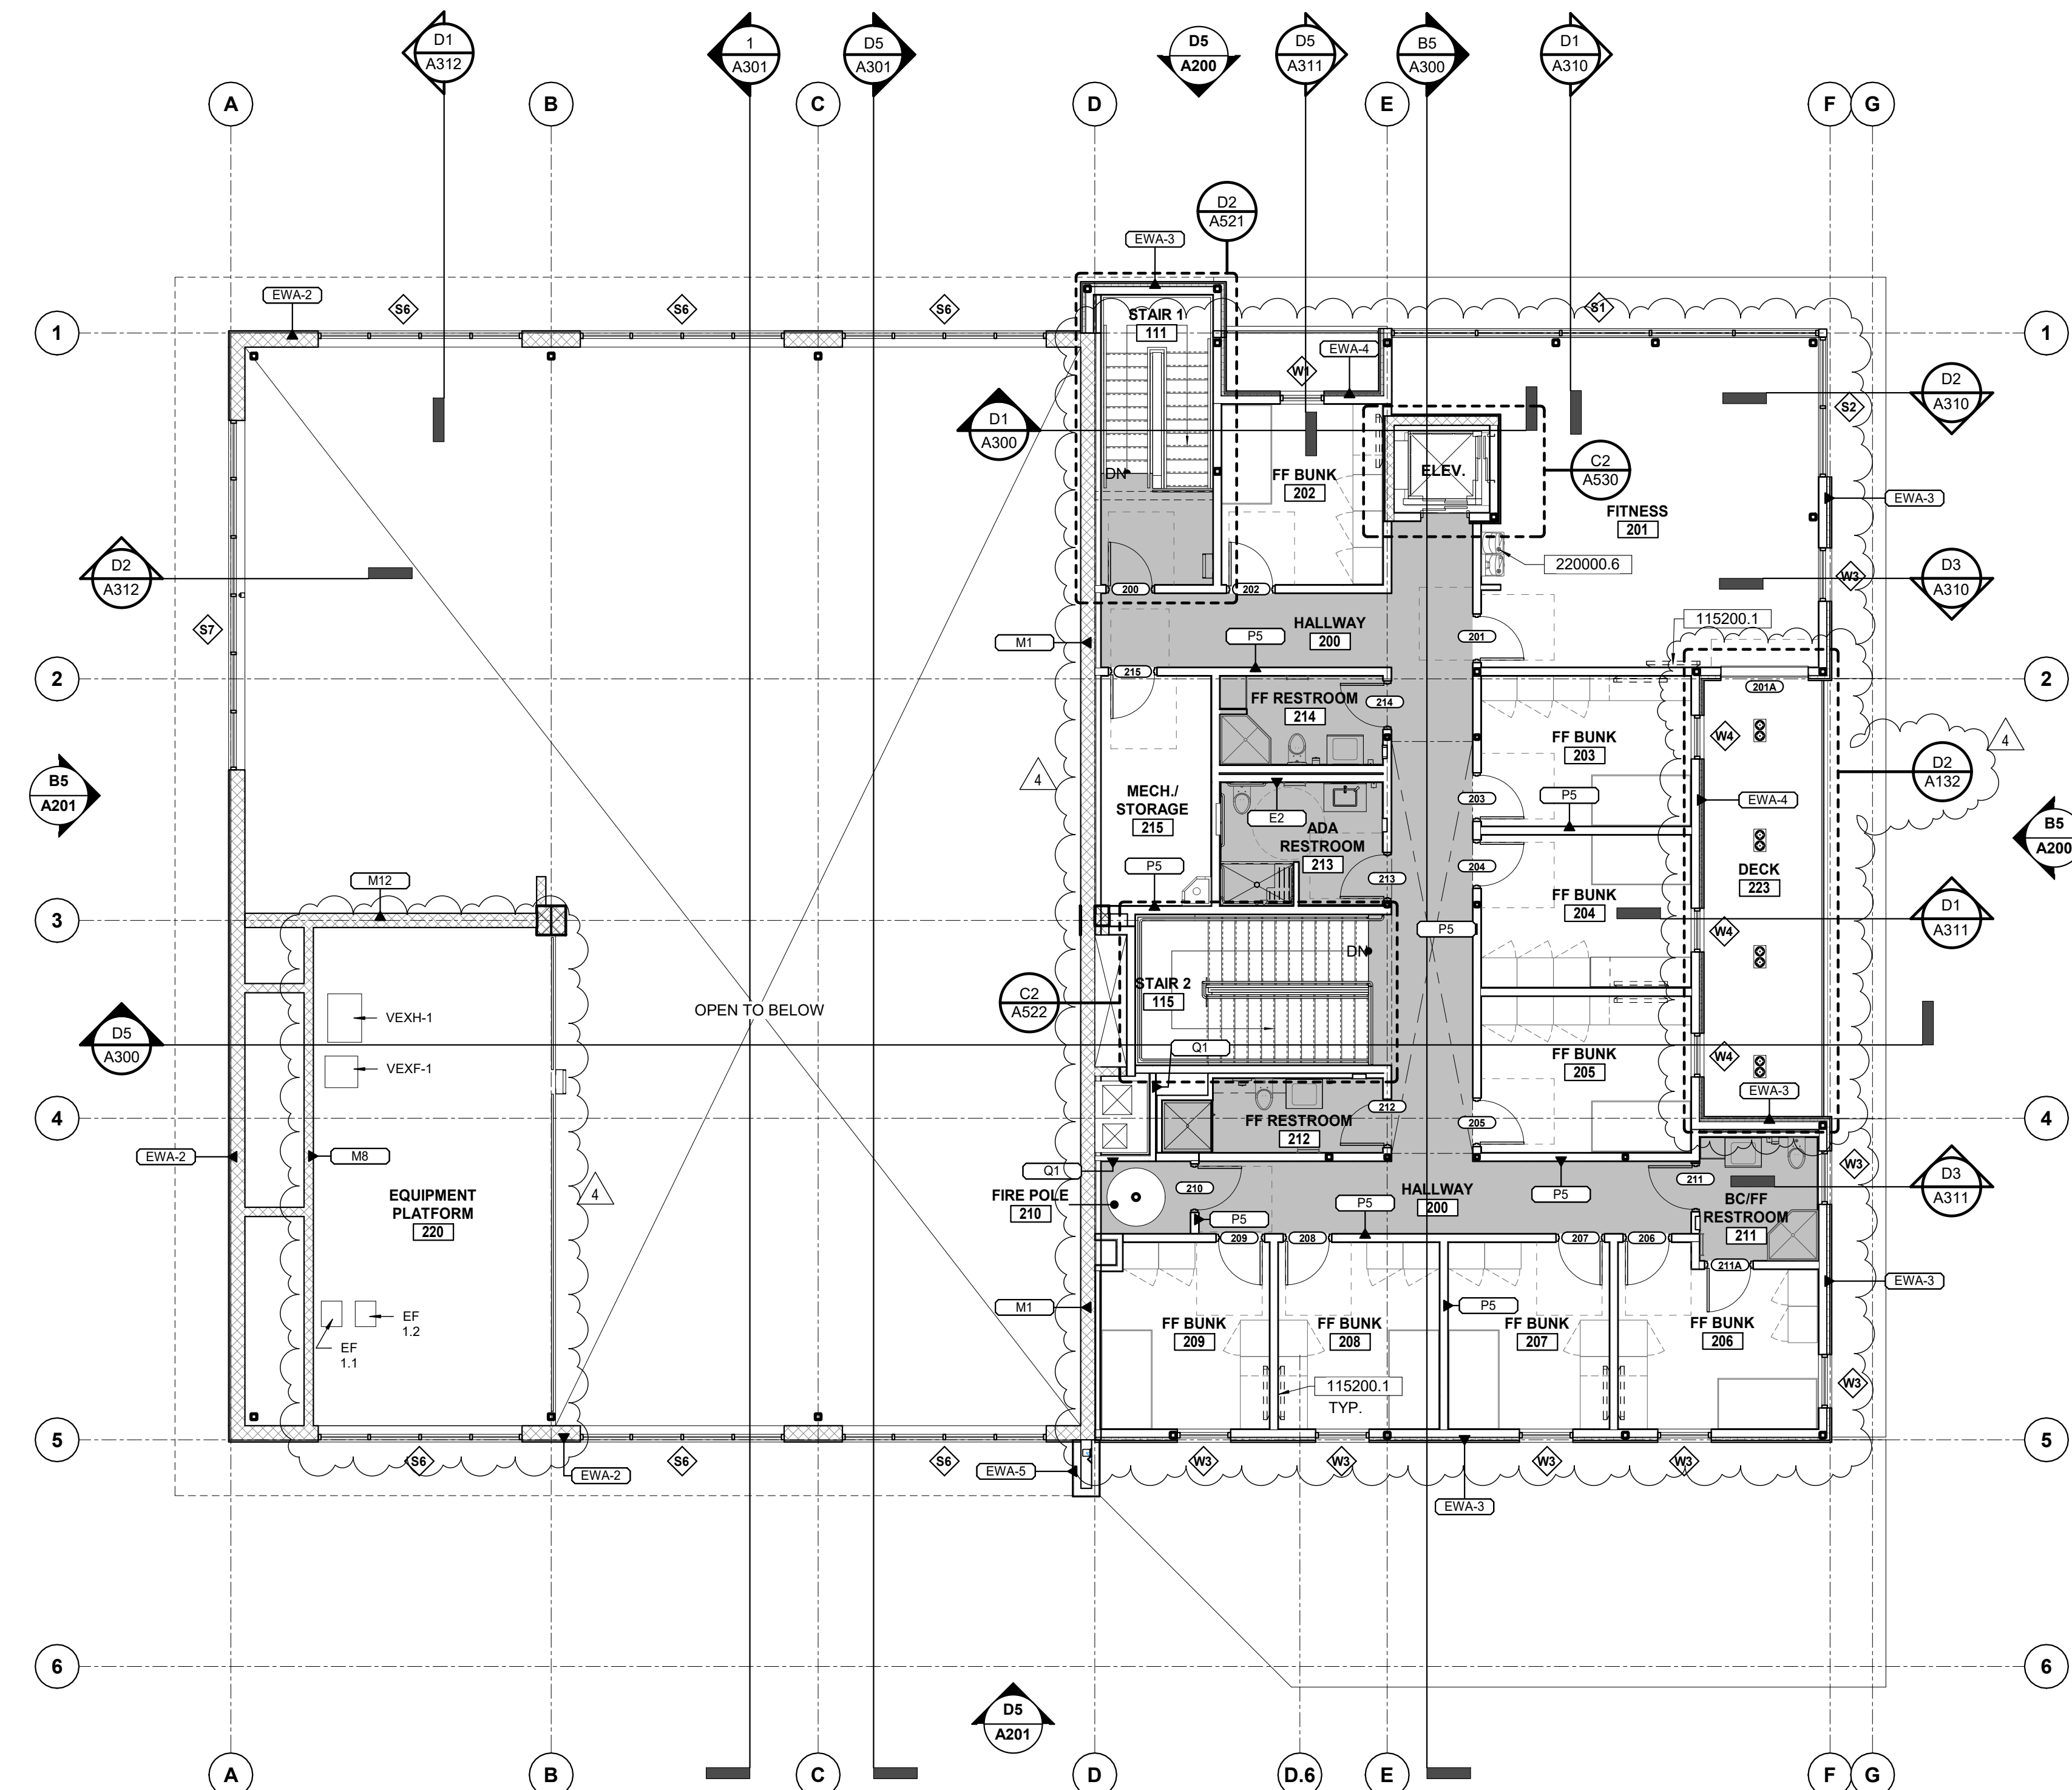 D1
A312
1
A301
D5
A301
D5
A200
D5
A311
B5
A300
D1
A310
A
B
C
D
E
F
G
D2
A521
EWA-3
EWA-2
S6
S6
S6
S1
STAIR 1
111
1
1
EWA-4
W1
D2
A310
S2
D1
A300
DN
FF BUNK
202
ELEV.
C2
A530
EWA-3
FITNESS
201
220000.6
D2
A312
D3
A310
W3
200
202
S7
HALLWAY
200
P5
201
115200.1
M1
2
2
215
FF RESTROOM
214
214
201A
FF BUNK
203
W4
4
4
D2
A132
B5
A201
MECH./
STORAGE
215
E2
ADA
RESTROOM
213
203
P5
EWA-4
B5
A200
M12
P5
213
204
DECK
223
FF BUNK
204
3
3
P5
W4
D1
A311
DN
C2
A522
STAIR 2
115
VEXH-1
OPEN TO BELOW
D5
A300
Q1
FF BUNK
205
W4
VEXF-1
EWA-3
4
4
212
FF RESTROOM
212
205
EWA-2
M8
Q1
W3
D3
A311
EQUIPMENT
PLATFORM
220
4
FIRE POLE
210
210
P5
P5
HALLWAY
200
P5
211
BC/FF
RESTROOM
211
209
208
207
206
211A
EWA-3
M1
P5
EF
1.2
EF
1.1
FF BUNK
209
FF BUNK
208
FF BUNK
207
FF BUNK
206
115200.1
TYP.
W3
5
5
S6
S6
S6
EWA-2
EWA-5
W3
W3
W3
W3
EWA-3
6
6
D5
A201
A
B
C
D
D.6
E
F
G